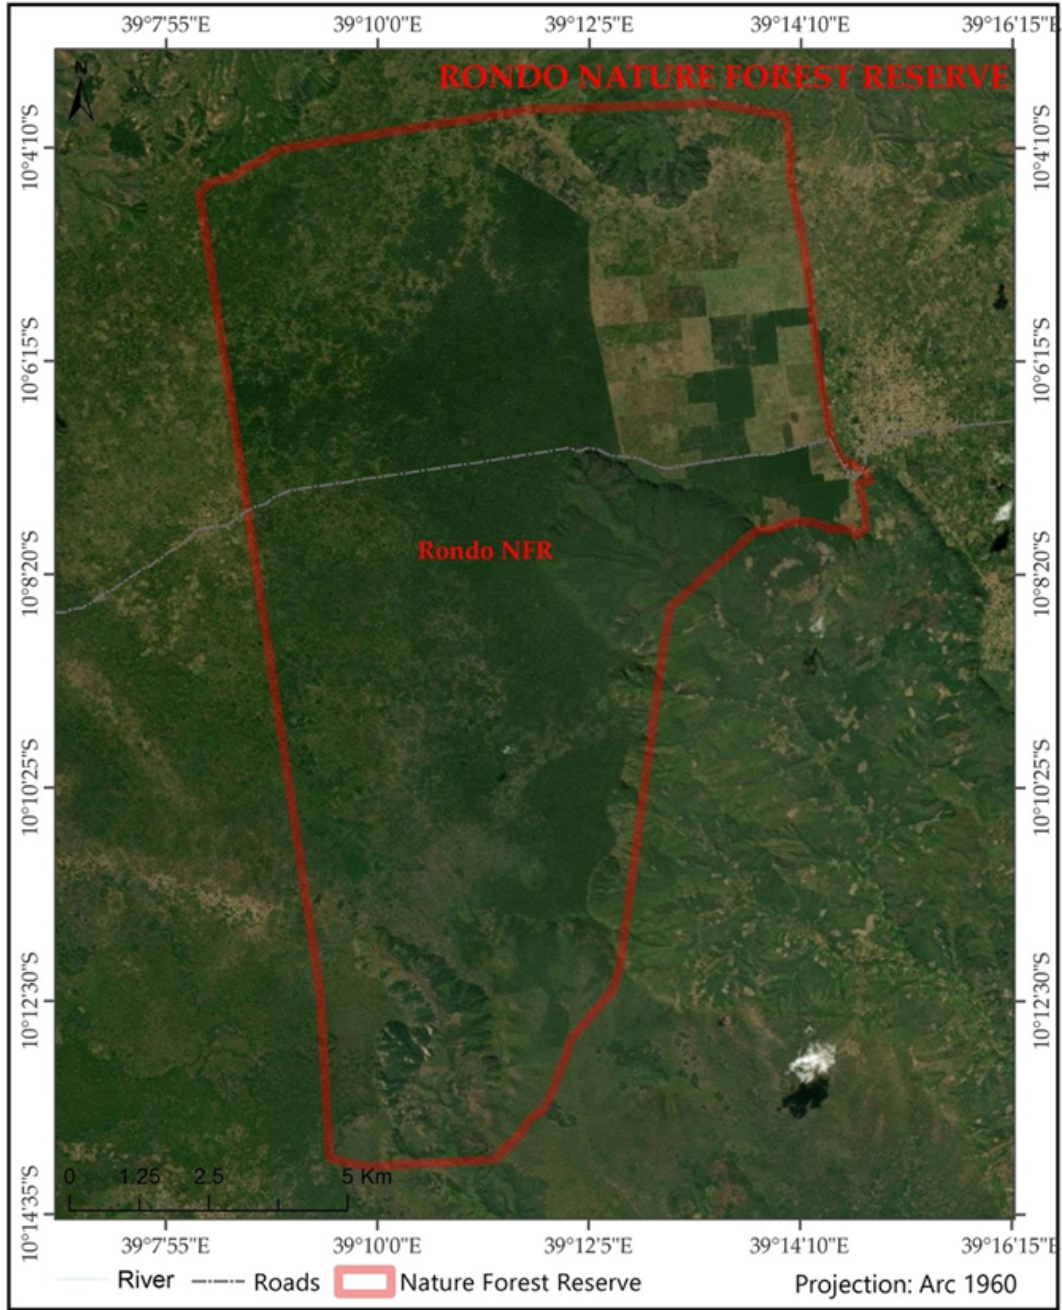 39°7'55"E 39°10'0"E 39°12'5"E 39°14'10"E 39°16'15"E
N
RONDO NATURE FOREST RESERVE
10°4'10"S 10°4'10"S
10°6'15"S 10°6'15"S
Rondo NFR
10°8'20"S 10°8'20"S
10°10'25"S 10°10'25"S
10°12'30"S 10°12'30"S
0 1.25 2.5 5 Km
10°14'35"S
39°7'55"E 39°10'0"E 39°12'5"E 39°14'10"E 39°16'15"E
River Roads Nature Forest Reserve Projection: Arc 1960